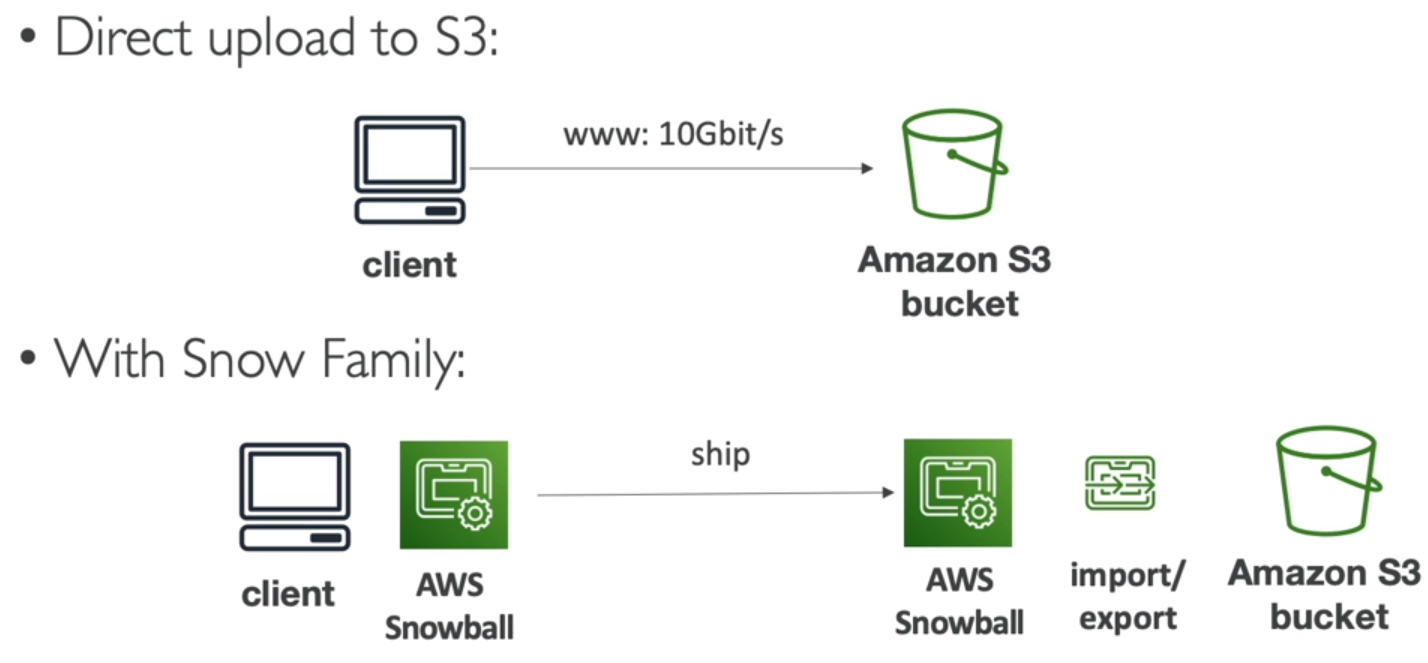 • Direct upload to S3:
www: 10Gbit/s
client
Amazon S3
bucket
• With Snow Family:
ship
client
AWS
Snowball
AWS
Snowball
import/
export
Amazon S3
bucket